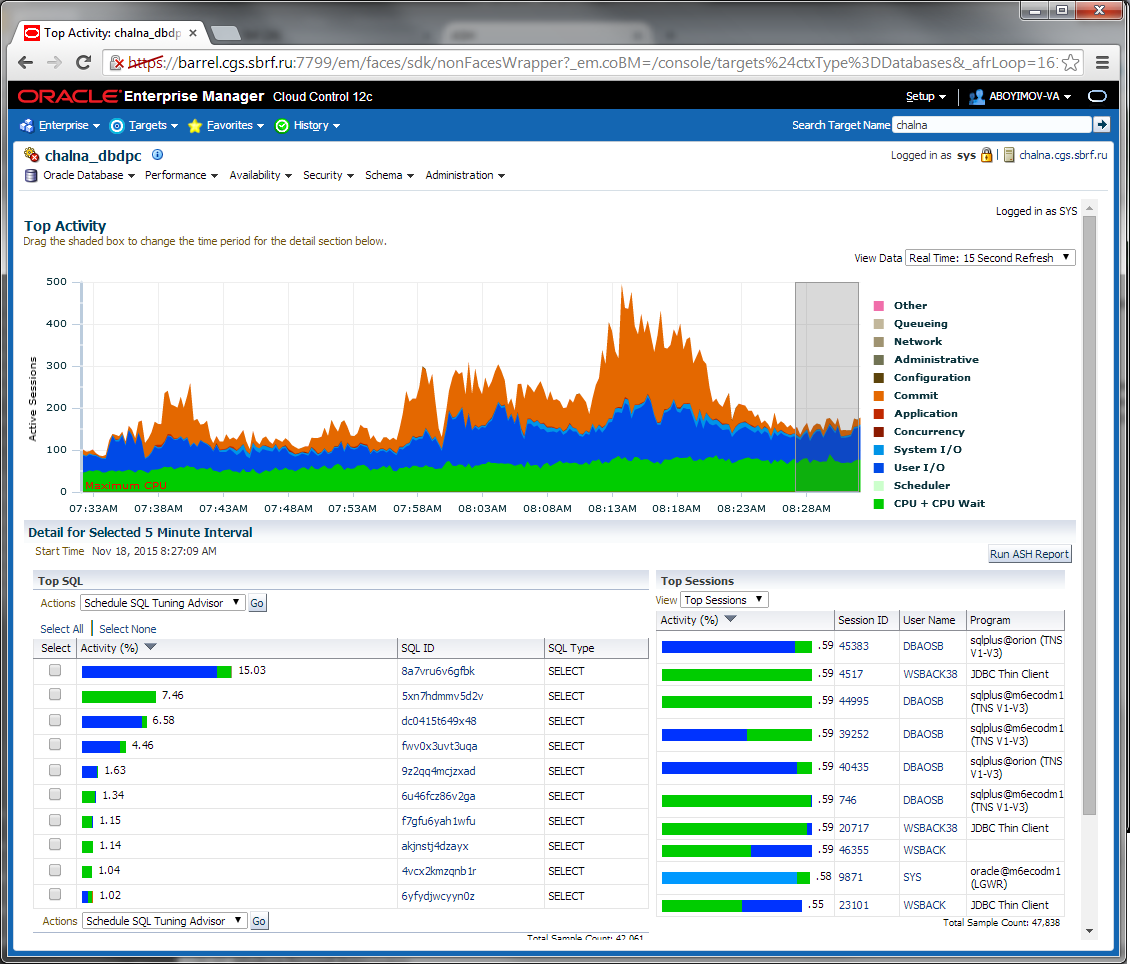 Top Activity: chalna_dbdp
https://barrel.cgs.sbrf.ru:7799/em/faces/sdk/nonFacesWrapper?_em.coBM=/console/targets%24ctxType%3DDatabases&_afrLoop=161
ORACLE Enterprise Manager Cloud Control 12c
Setup ABOYIMOV-VA
Enterprise Targets Favorites History Search Target Name chalna
chalna_dbdpc Logged in as sys chalna.cgs.sbrf.ru
Oracle Database Performance Availability Security Schema Administration
Logged in as SYS
Top Activity
Drag the shaded box to change the time period for the detail section below.
View Data Real Time: 15 Second Refresh
Active Sessions
500
400
300
200
100
0
Maximum CPU
07:33AM 07:38AM 07:43AM 07:48AM 07:53AM 07:58AM 08:03AM 08:08AM 08:13AM 08:18AM 08:23AM 08:28AM
Other
Queueing
Network
Administrative
Configuration
Commit
Application
Concurrency
System I/O
User I/O
Scheduler
CPU + CPU Wait
Detail for Selected 5 Minute Interval
Start Time Nov 18, 2015 8:27:09 AM
Run ASH Report
Top SQL
Actions Schedule SQL Tuning Advisor Go
Select All Select None
Select Activity (%) SQL ID SQL Type
15.03 8a7vru6v6gfbk SELECT
7.46 5xn7hdmmv5d2v SELECT
6.58 dc0415t649x48 SELECT
4.46 fwv0x3uvt3uqa SELECT
1.63 9z2qq4mcjzxad SELECT
1.34 6u46fcz86v2ga SELECT
1.15 f7gfu6yah1wfu SELECT
1.14 akjnstj4dzayx SELECT
1.04 4vcx2kmzqnb1r SELECT
1.02 6yfydjwcyyn0z SELECT
Actions Schedule SQL Tuning Advisor Go
Total Sample Count: 42,061
Top Sessions
View Top Sessions
Activity (%) Session ID User Name Program
.59 45383 DBAOSB sqlplus@orion (TNS
V1-V3)
.59 4517 WSBACK38 JDBC Thin Client
.59 44995 DBAOSB sqlplus@m6ecodm1
(TNS V1-V3)
.59 39252 DBAOSB sqlplus@m6ecodm1
(TNS V1-V3)
.59 40435 DBAOSB sqlplus@orion (TNS
V1-V3)
.59 746 DBAOSB sqlplus@m6ecodm1
(TNS V1-V3)
.59 20717 WSBACK38 JDBC Thin Client
.59 46355 WSBACK
.58 9871 SYS oracle@m6ecodm1
(LGWR)
.55 23101 WSBACK JDBC Thin Client
Total Sample Count: 47,838